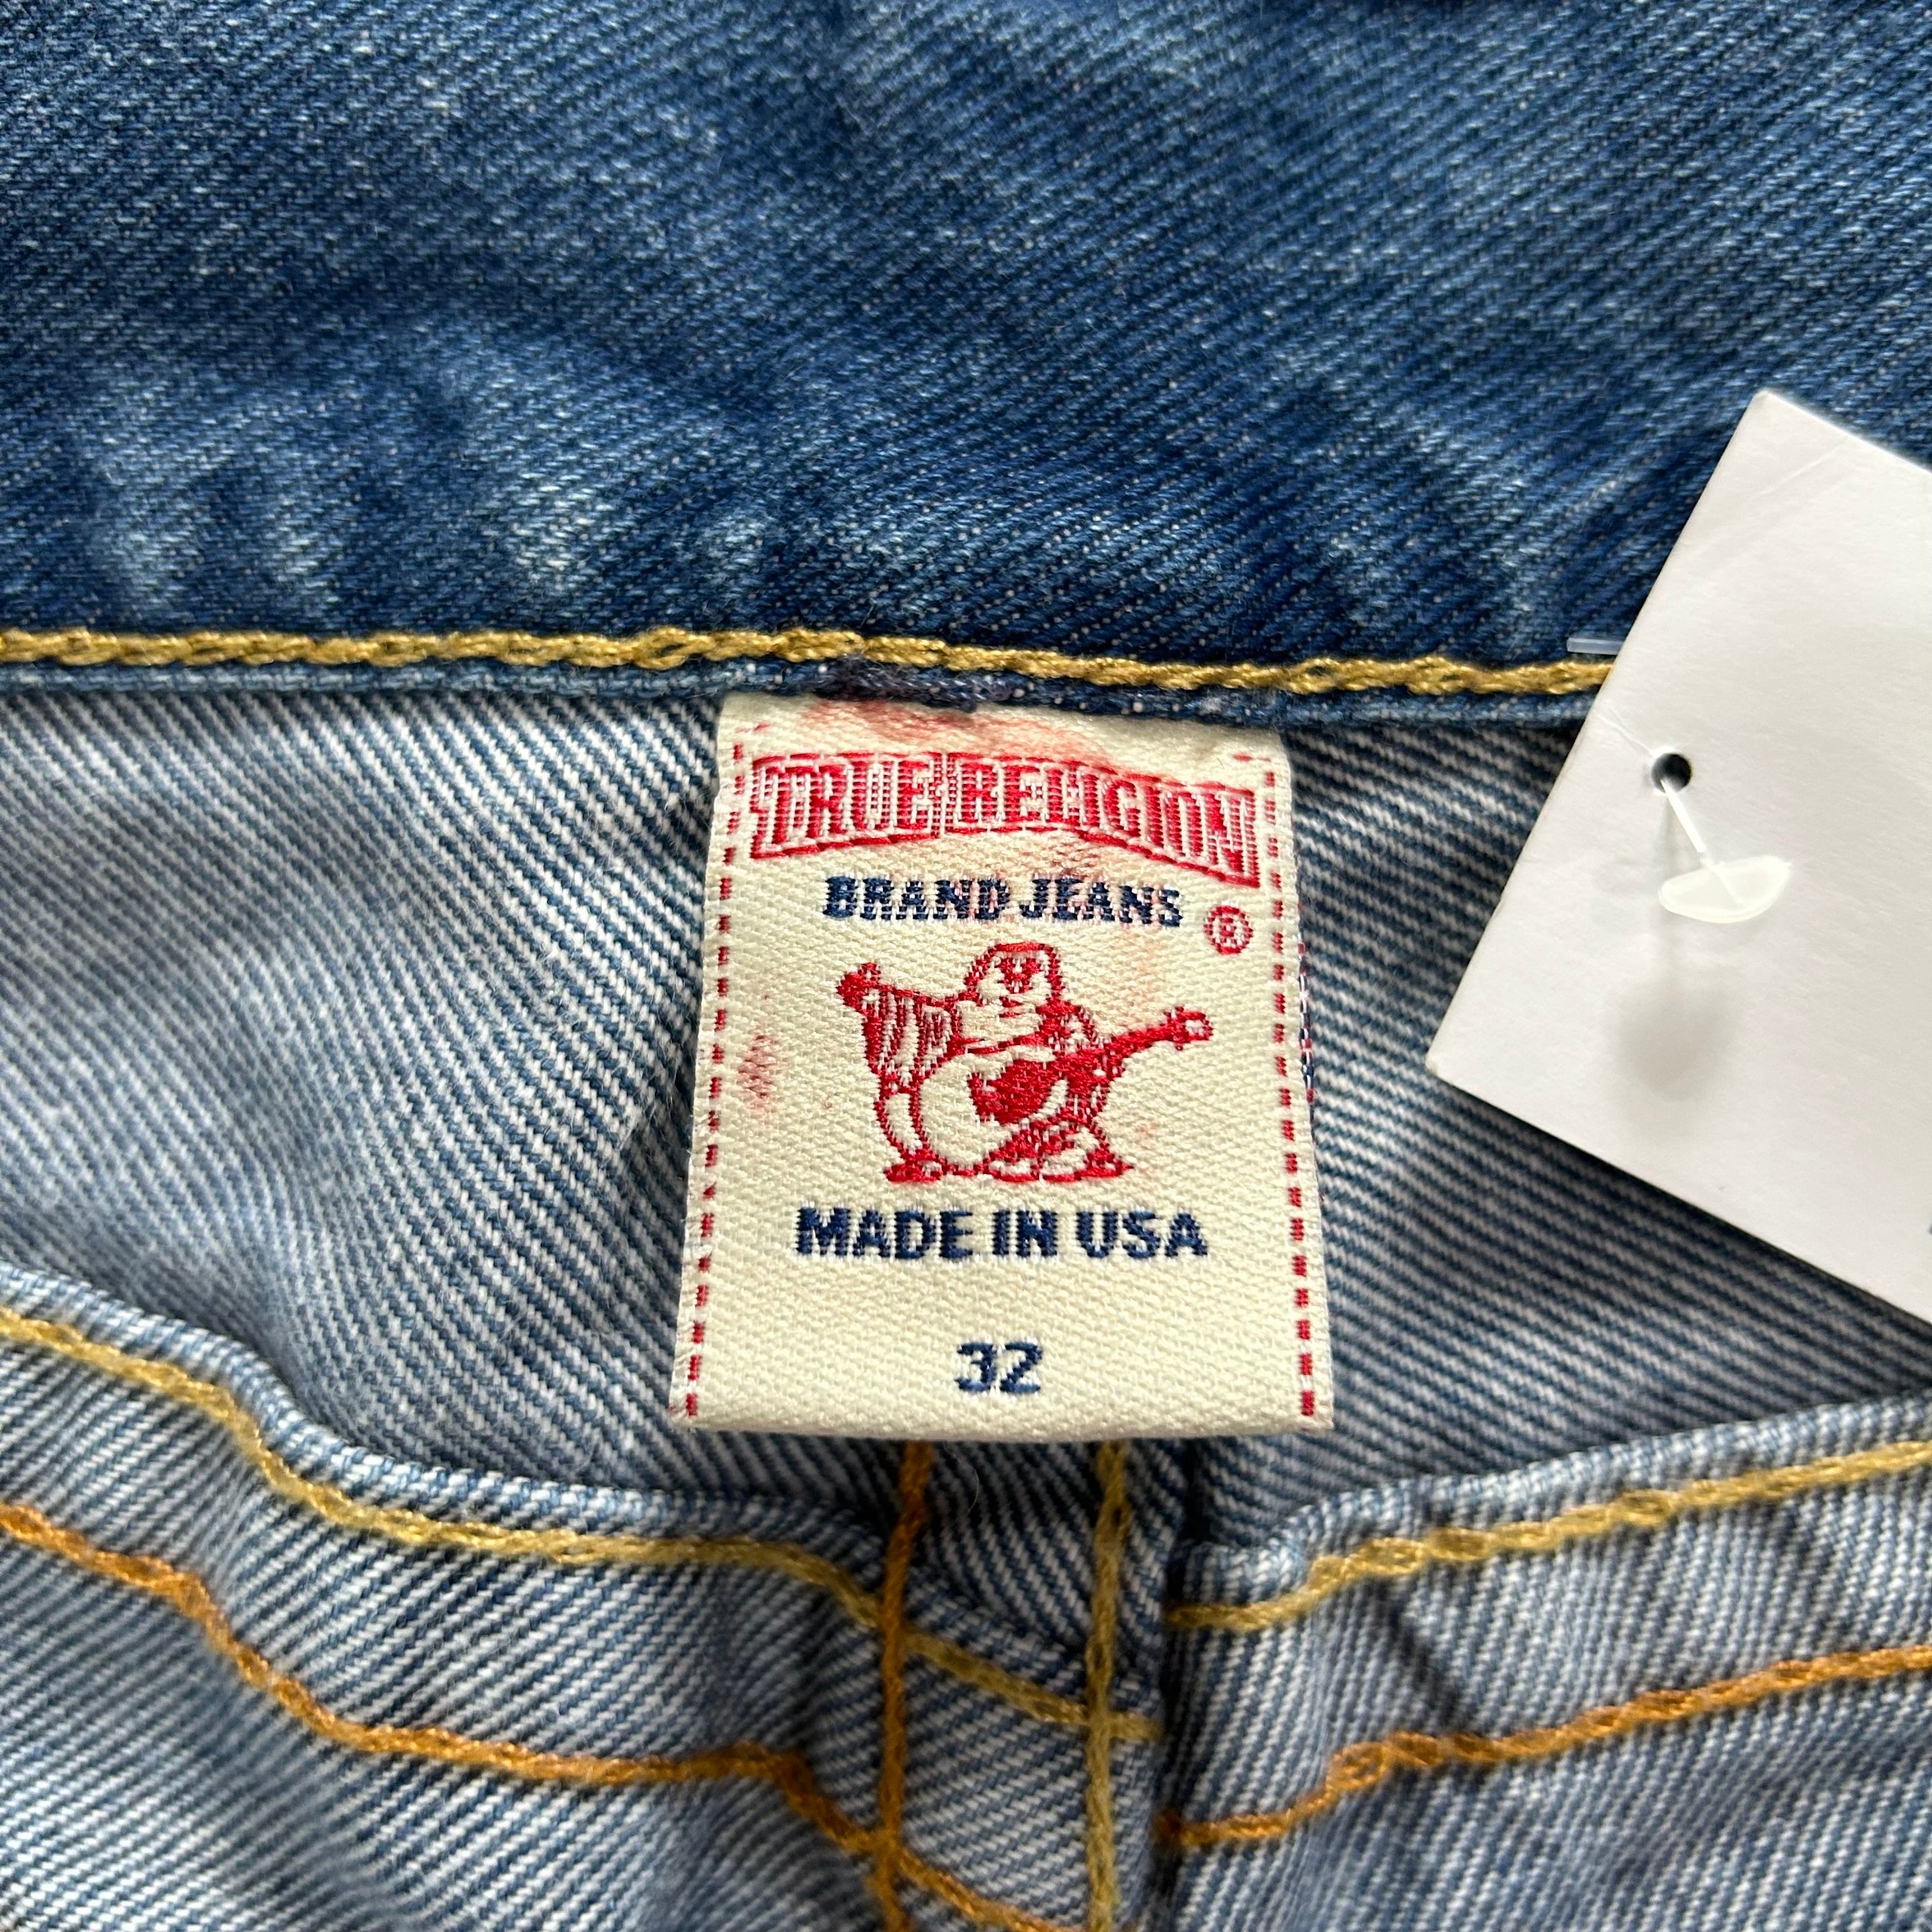 TRUE RELIGION
BRAND JEANS ®
MADE IN USA
32